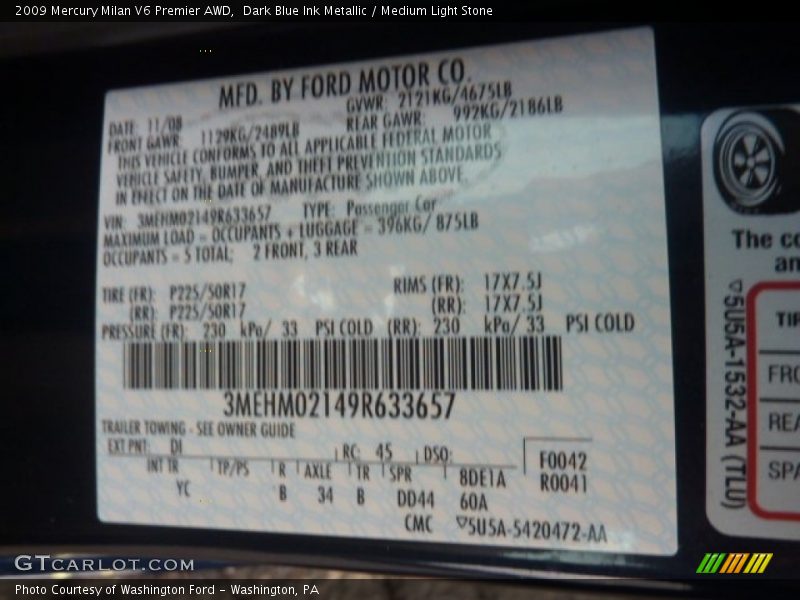 2009 Mercury Milan V6 Premier AWD,  Dark Blue Ink Metallic / Medium Light Stone
MFD. BY FORD MOTOR CO.
DATE: 11/08 GVWR: 2121KG/4675LB
FRONT GAWR: 1129KG/2489LB REAR GAWR: 992KG/2186LB
THIS VEHICLE CONFORMS TO ALL APPLICABLE FEDERAL MOTOR
VEHICLE SAFETY, BUMPER, AND THEFT PREVENTION STANDARDS
IN EFFECT ON THE DATE OF MANUFACTURE SHOWN ABOVE
VIN: 3MEHM02149R633657 TYPE: Passenger Car
MAXIMUM LOAD = OCCUPANTS + LUGGAGE = 396KG/ 875LB
OCCUPANTS = 5 TOTAL; 2 FRONT, 3 REAR
TIRE (FR): P225/50R17 RIMS (FR): 17X7.5J
(RR): P225/50R17 (RR): 17X7.5J
PRESSURE (FR): 230 kPa/ 33 PSI COLD (RR): 230 kPa/ 33 PSI COLD
3MEHM02149R633657
TRAILER TOWING - SEE OWNER GUIDE
EXT PNT: DI RC: 45 DSO: F0042
INT TR TP/PS R AXLE TR SPR 8DE1A R0041
YC B 34 B DD44 60A
CMC ▽5U5A-5420472-AA
The co
an
TIR
FRO
REA
SPA
▽5U5A-1532-AA (TLU)
GTCARLOT.COM
Photo Courtesy of Washington Ford - Washington, PA